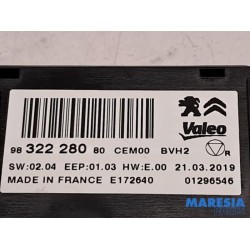 Valeo
98 322 280 80 CEM00 BVH2
R
SW:02.04 EEP:01.03 HW:E.00 21.03.2019
MADE IN FRANCE E172640 01296546
MARESIA